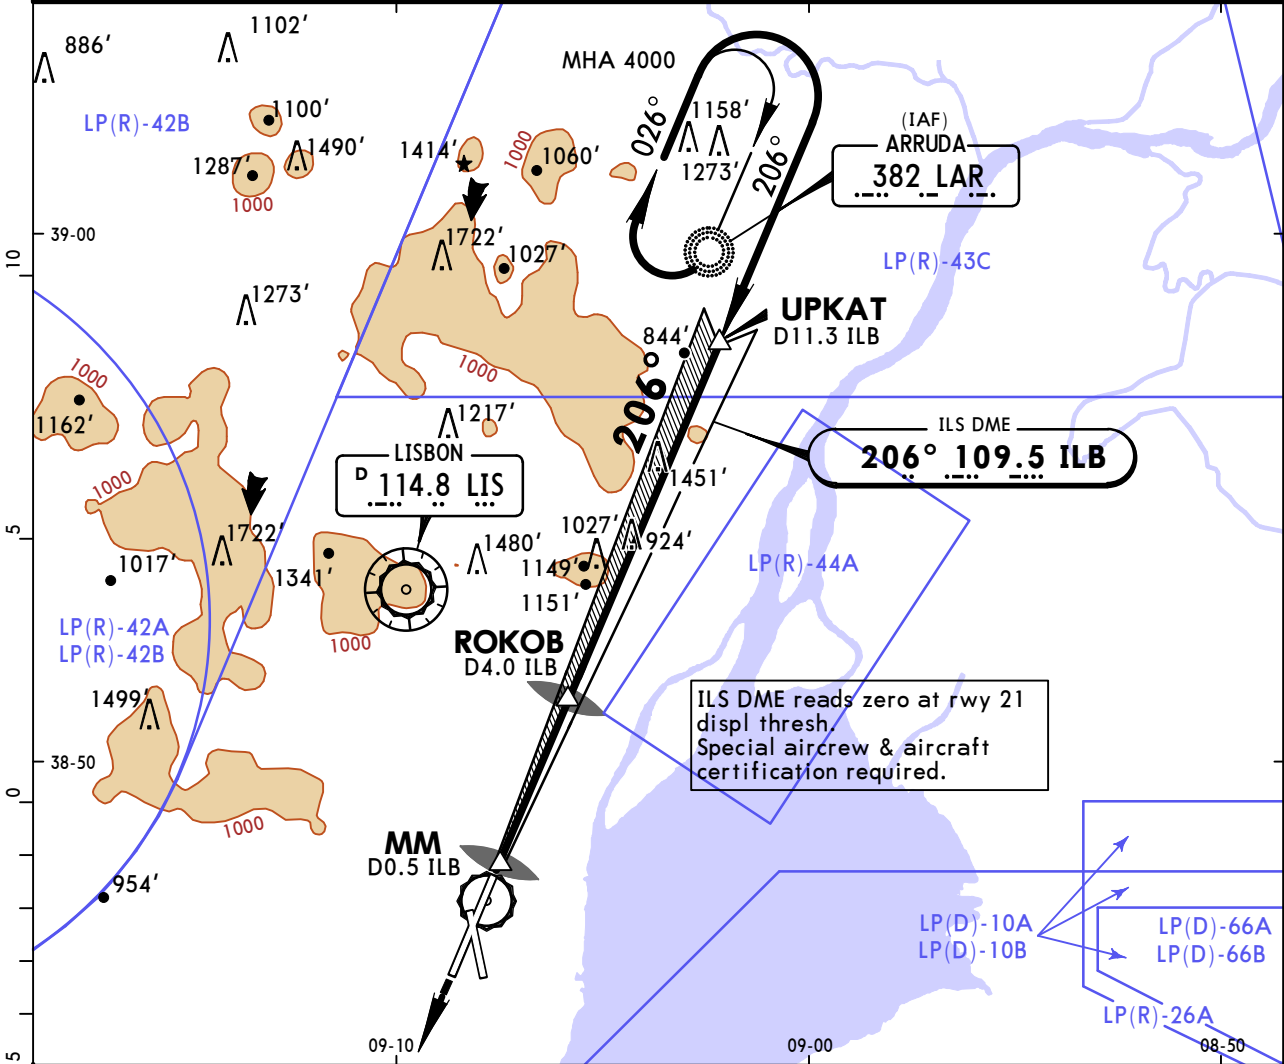 886'
1102'
MHA 4000
LP(R)-42B
1100'
1490'
1287'
1000
1414'
1000
1060'
026°
1158'
1273'
206°
(IAF)
ARRUDA
382 LAR
39-00
10
1722'
1027'
LP(R)-43C
1273'
UPKAT
D11.3 ILB
844'
1000
1000
206°
1162'
1217'
ILS DME
206° 109.5 ILB
LISBON
D 114.8 LIS
1000
1451'
5
1722'
1480'
1027'
924'
1017'
1341'
1149'
1151'
LP(R)-44A
LP(R)-42A
LP(R)-42B
1000
ROKOB
D4.0 ILB
1499'
ILS DME reads zero at rwy 21
displ thresh.
Special aircrew & aircraft
certification required.
38-50
0
1000
MM
D0.5 ILB
954'
LP(D)-10A
LP(D)-10B
LP(D)-66A
LP(D)-66B
LP(R)-26A
5
09-10
09-00
08-50